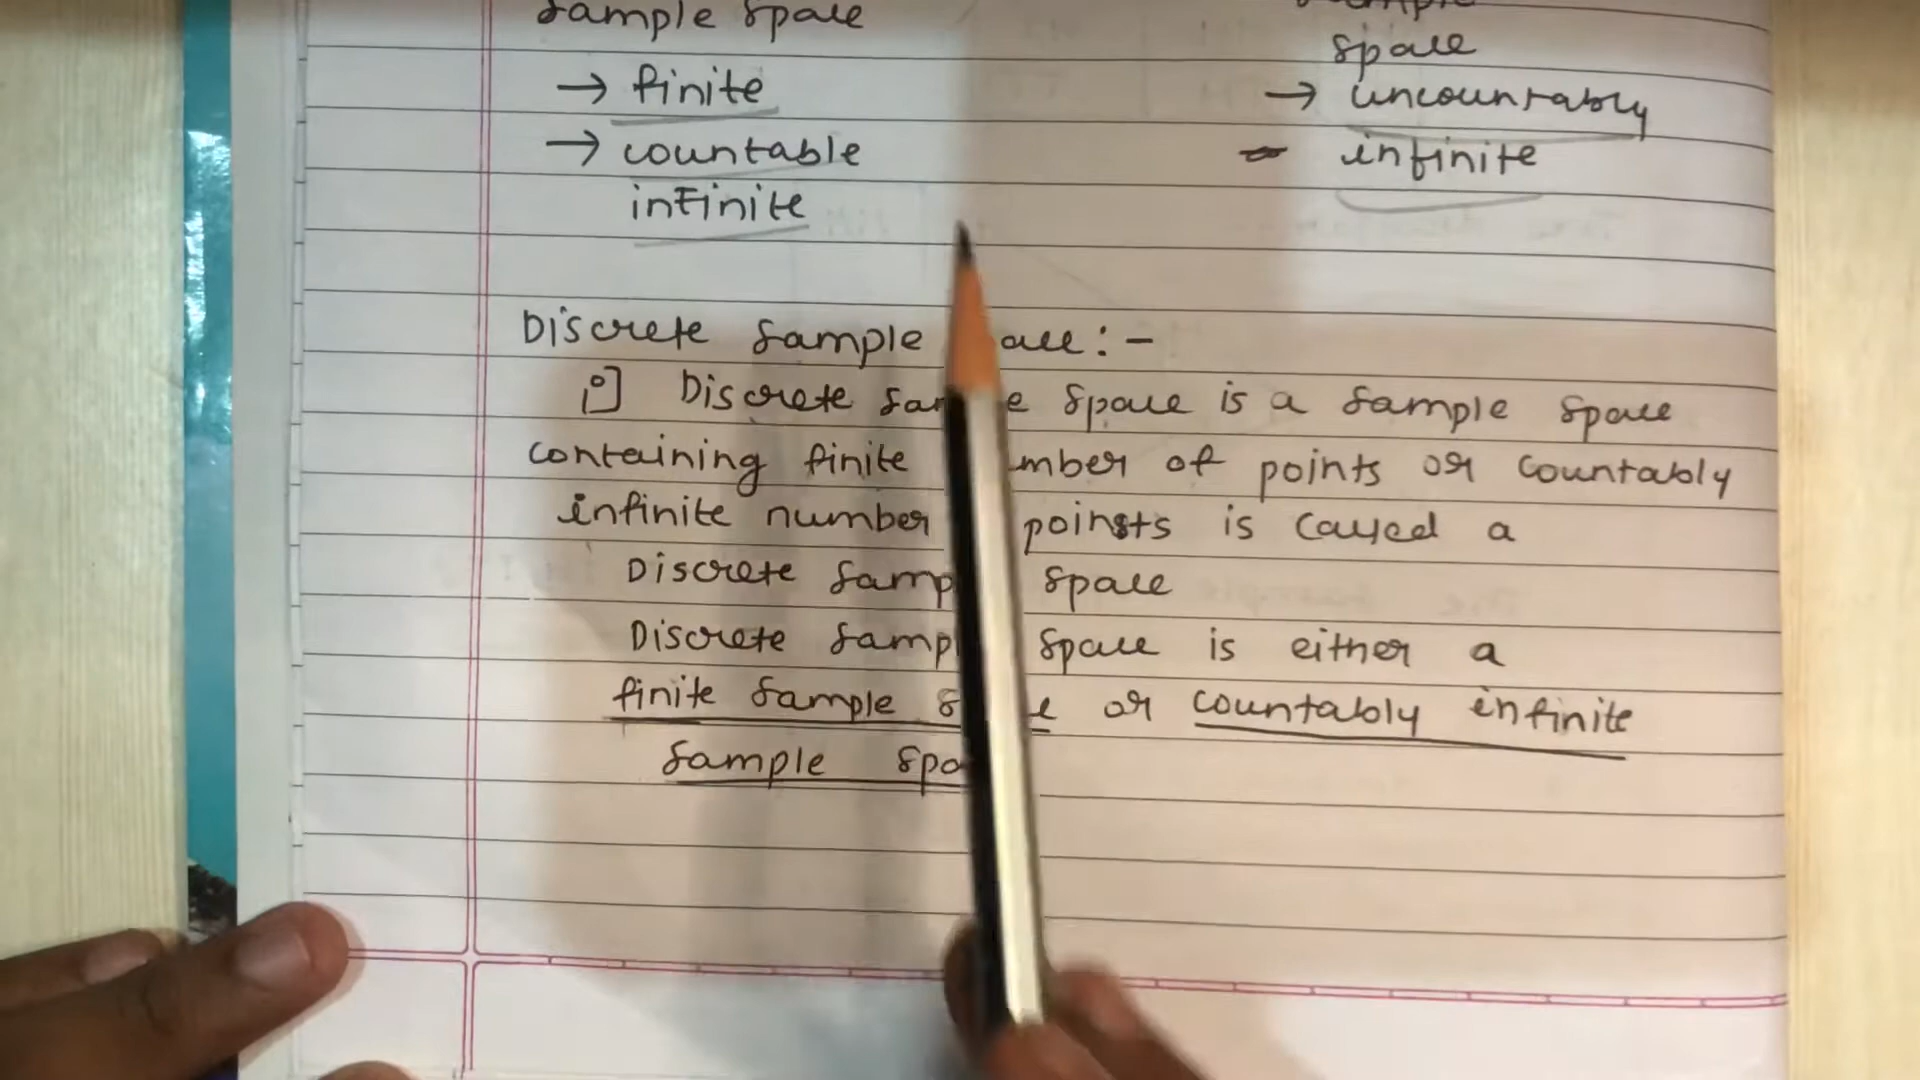 Sample Space
→ finite
→ countable
infinite
space
→ uncountably
infinite
Discrete Sample :-
i] Discrete Space is a Sample Space
containing finite of points or countably
infinite number poinsts is called a
Discrete Space
Discrete Space is either a
finite Sample or countably infinite
Sample